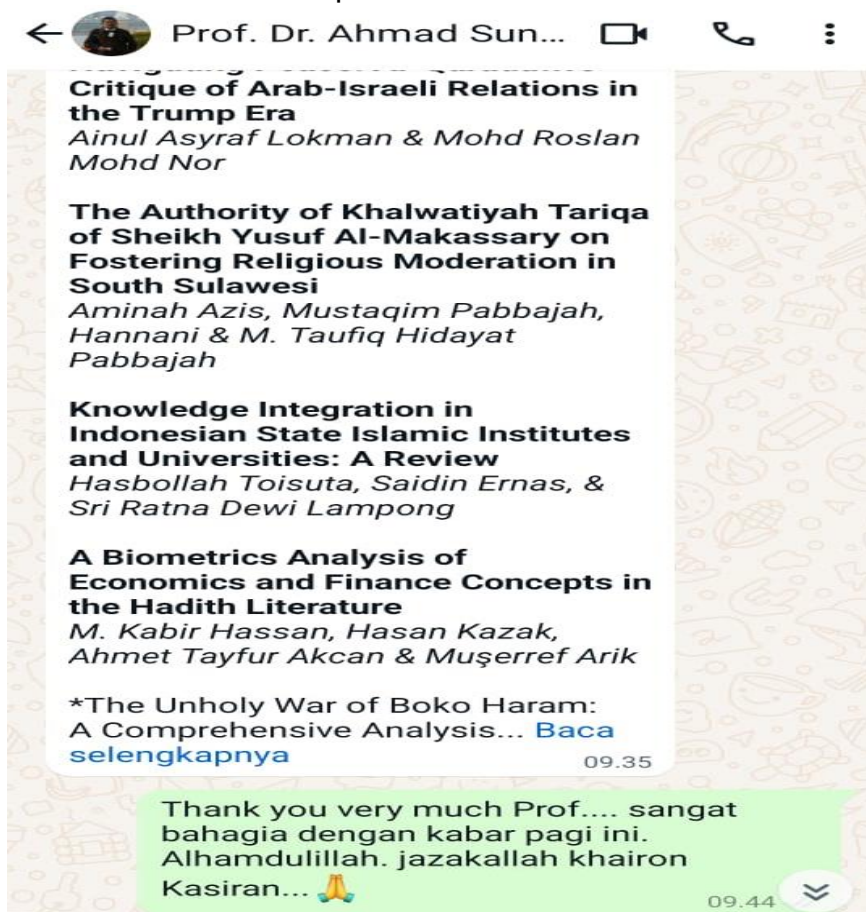 Prof. Dr. Ahmad Sun...
Critique of Arab-Israeli Relations in
the Trump Era
Ainul Asyraf Lokman & Mohd Roslan
Mohd Nor
The Authority of Khalwatiyah Tariqa
of Sheikh Yusuf Al-Makassary on
Fostering Religious Moderation in
South Sulawesi
Aminah Azis, Mustaqim Pabbajah,
Hannani & M. Taufiq Hidayat
Pabbajah
Knowledge Integration in
Indonesian State Islamic Institutes
and Universities: A Review
Hasbollah Toisuta, Saidin Ernas, &
Sri Ratna Dewi Lampong
A Biometrics Analysis of
Economics and Finance Concepts in
the Hadith Literature
M. Kabir Hassan, Hasan Kazak,
Ahmet Tayfur Akcan & Muşerref Arik
*The Unholy War of Boko Haram:
A Comprehensive Analysis... Baca
selengkapnya
09.35
Thank you very much Prof.... sangat
bahagia dengan kabar pagi ini.
Alhamdulillah. jazakallah khairon
Kasiran... 🙏
09.44